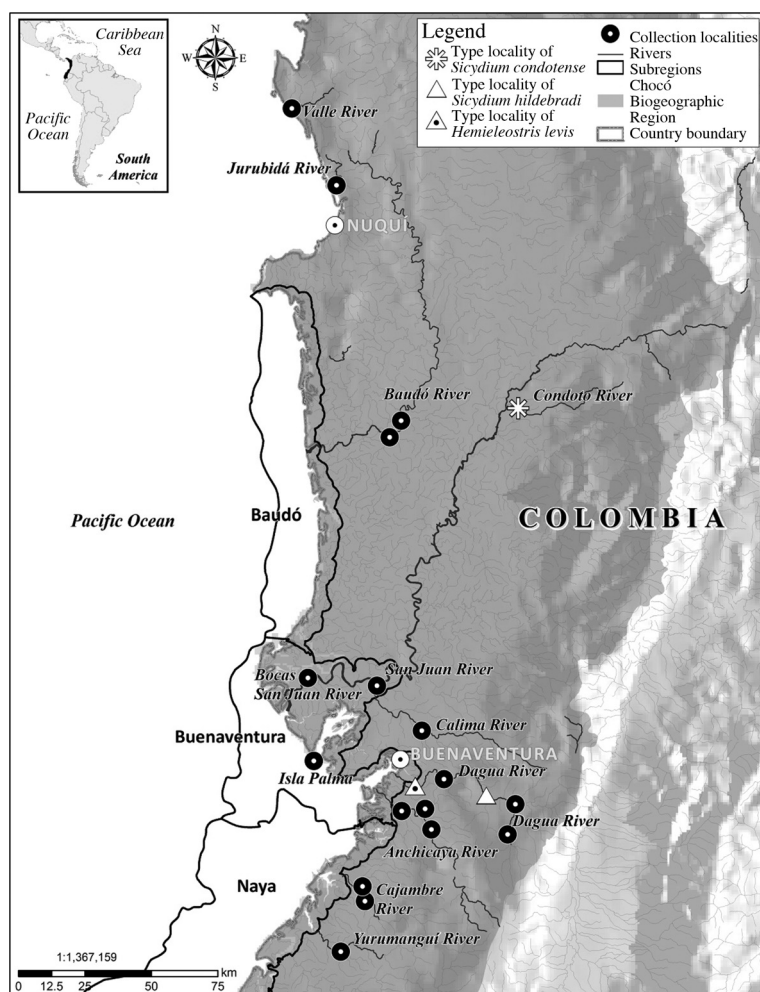 Caribbean
Sea
Pacific
Ocean
South
America
N
W
E
S
Legend
Type locality of
Sicydium condotense
Type locality of
Sicydium hildebradi
Type locality of
Hemieleostris levis
Collection localities
Rivers
Subregions
Chocó
Biogeographic
Region
Country boundary
Valle River
Jurubidá River
NUQUÍ
Baudó River
Condoto River
Pacific Ocean
Baudó
COLOMBIA
San Juan River
Bocas
San Juan River
Buenaventura
Calima River
BUENAVENTURA
Isla Palma
Dagua River
Dagua River
Anchicaya River
Naya
Cajambre
River
Yurumanguí River
1:1,367,159
km
0 12.5 25 50 75